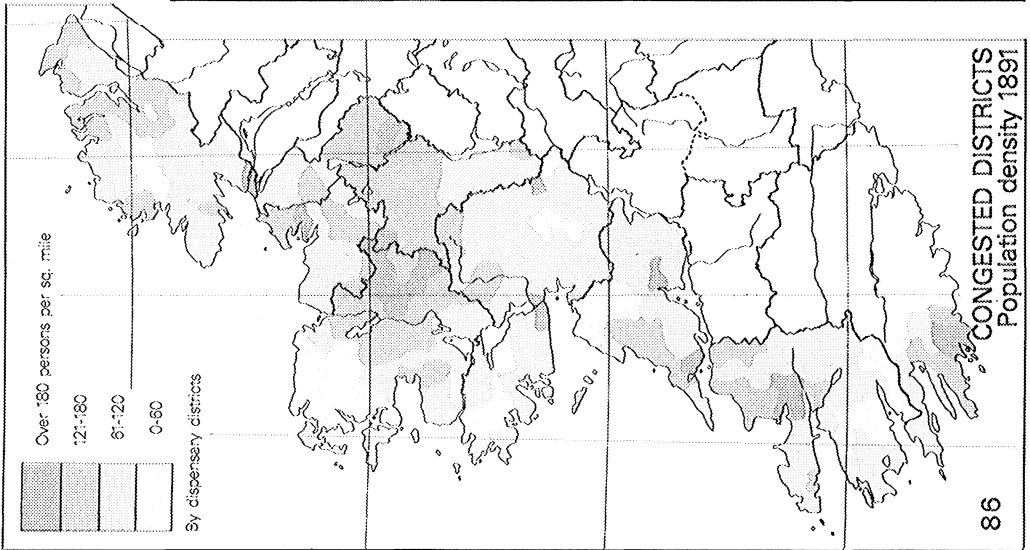 Over 180 persons per sq. mile
121-180
61-120
0-60
By dispensary districts
86
CONGESTED DISTRICTS
Population density 1891